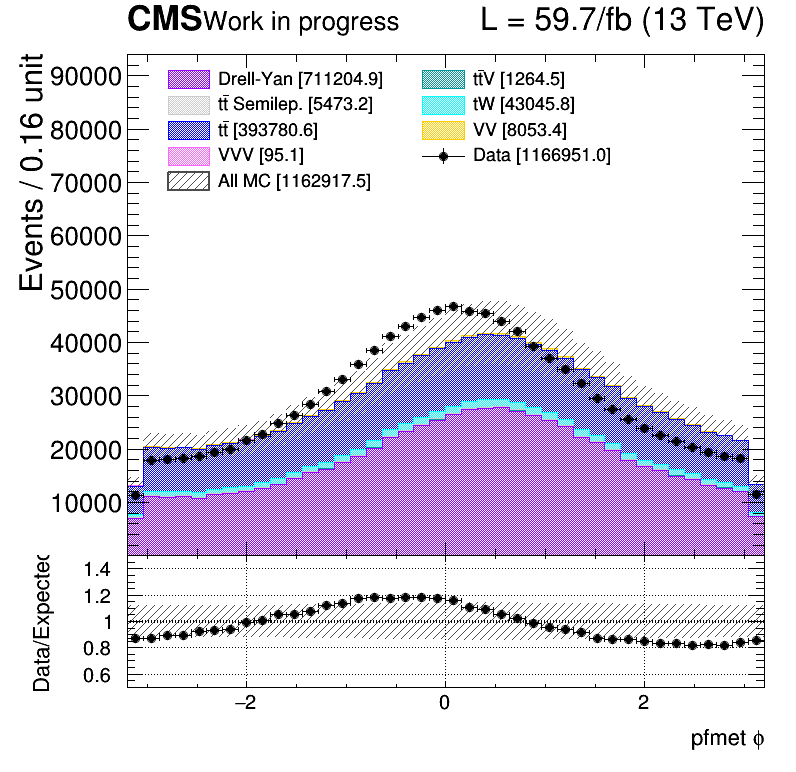 CMS Work in progress L = 59.7/fb (13 TeV)
Events / 0.16 unit
90000
80000
70000
60000
50000
40000
30000
20000
10000
Drell-Yan [711204.9]
tt̄ Semilep. [5473.2]
tt̄ [393780.6]
VVV [95.1]
All MC [1162917.5]
tt̄V [1264.5]
tW [43045.8]
VV [8053.4]
Data [1166951.0]
Data/Expected
1.4
1.2
1
0.8
0.6
−2 0 2
pfmet ϕ